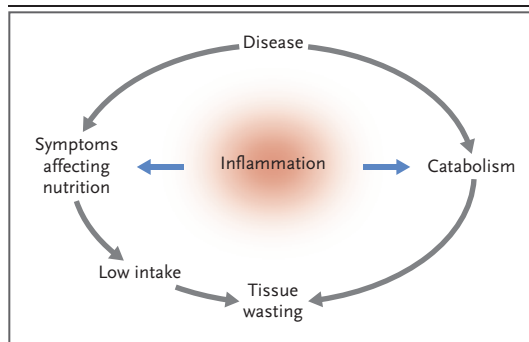 Disease
Symptoms
affecting
nutrition
Inflammation
Catabolism
Low intake
Tissue
wasting